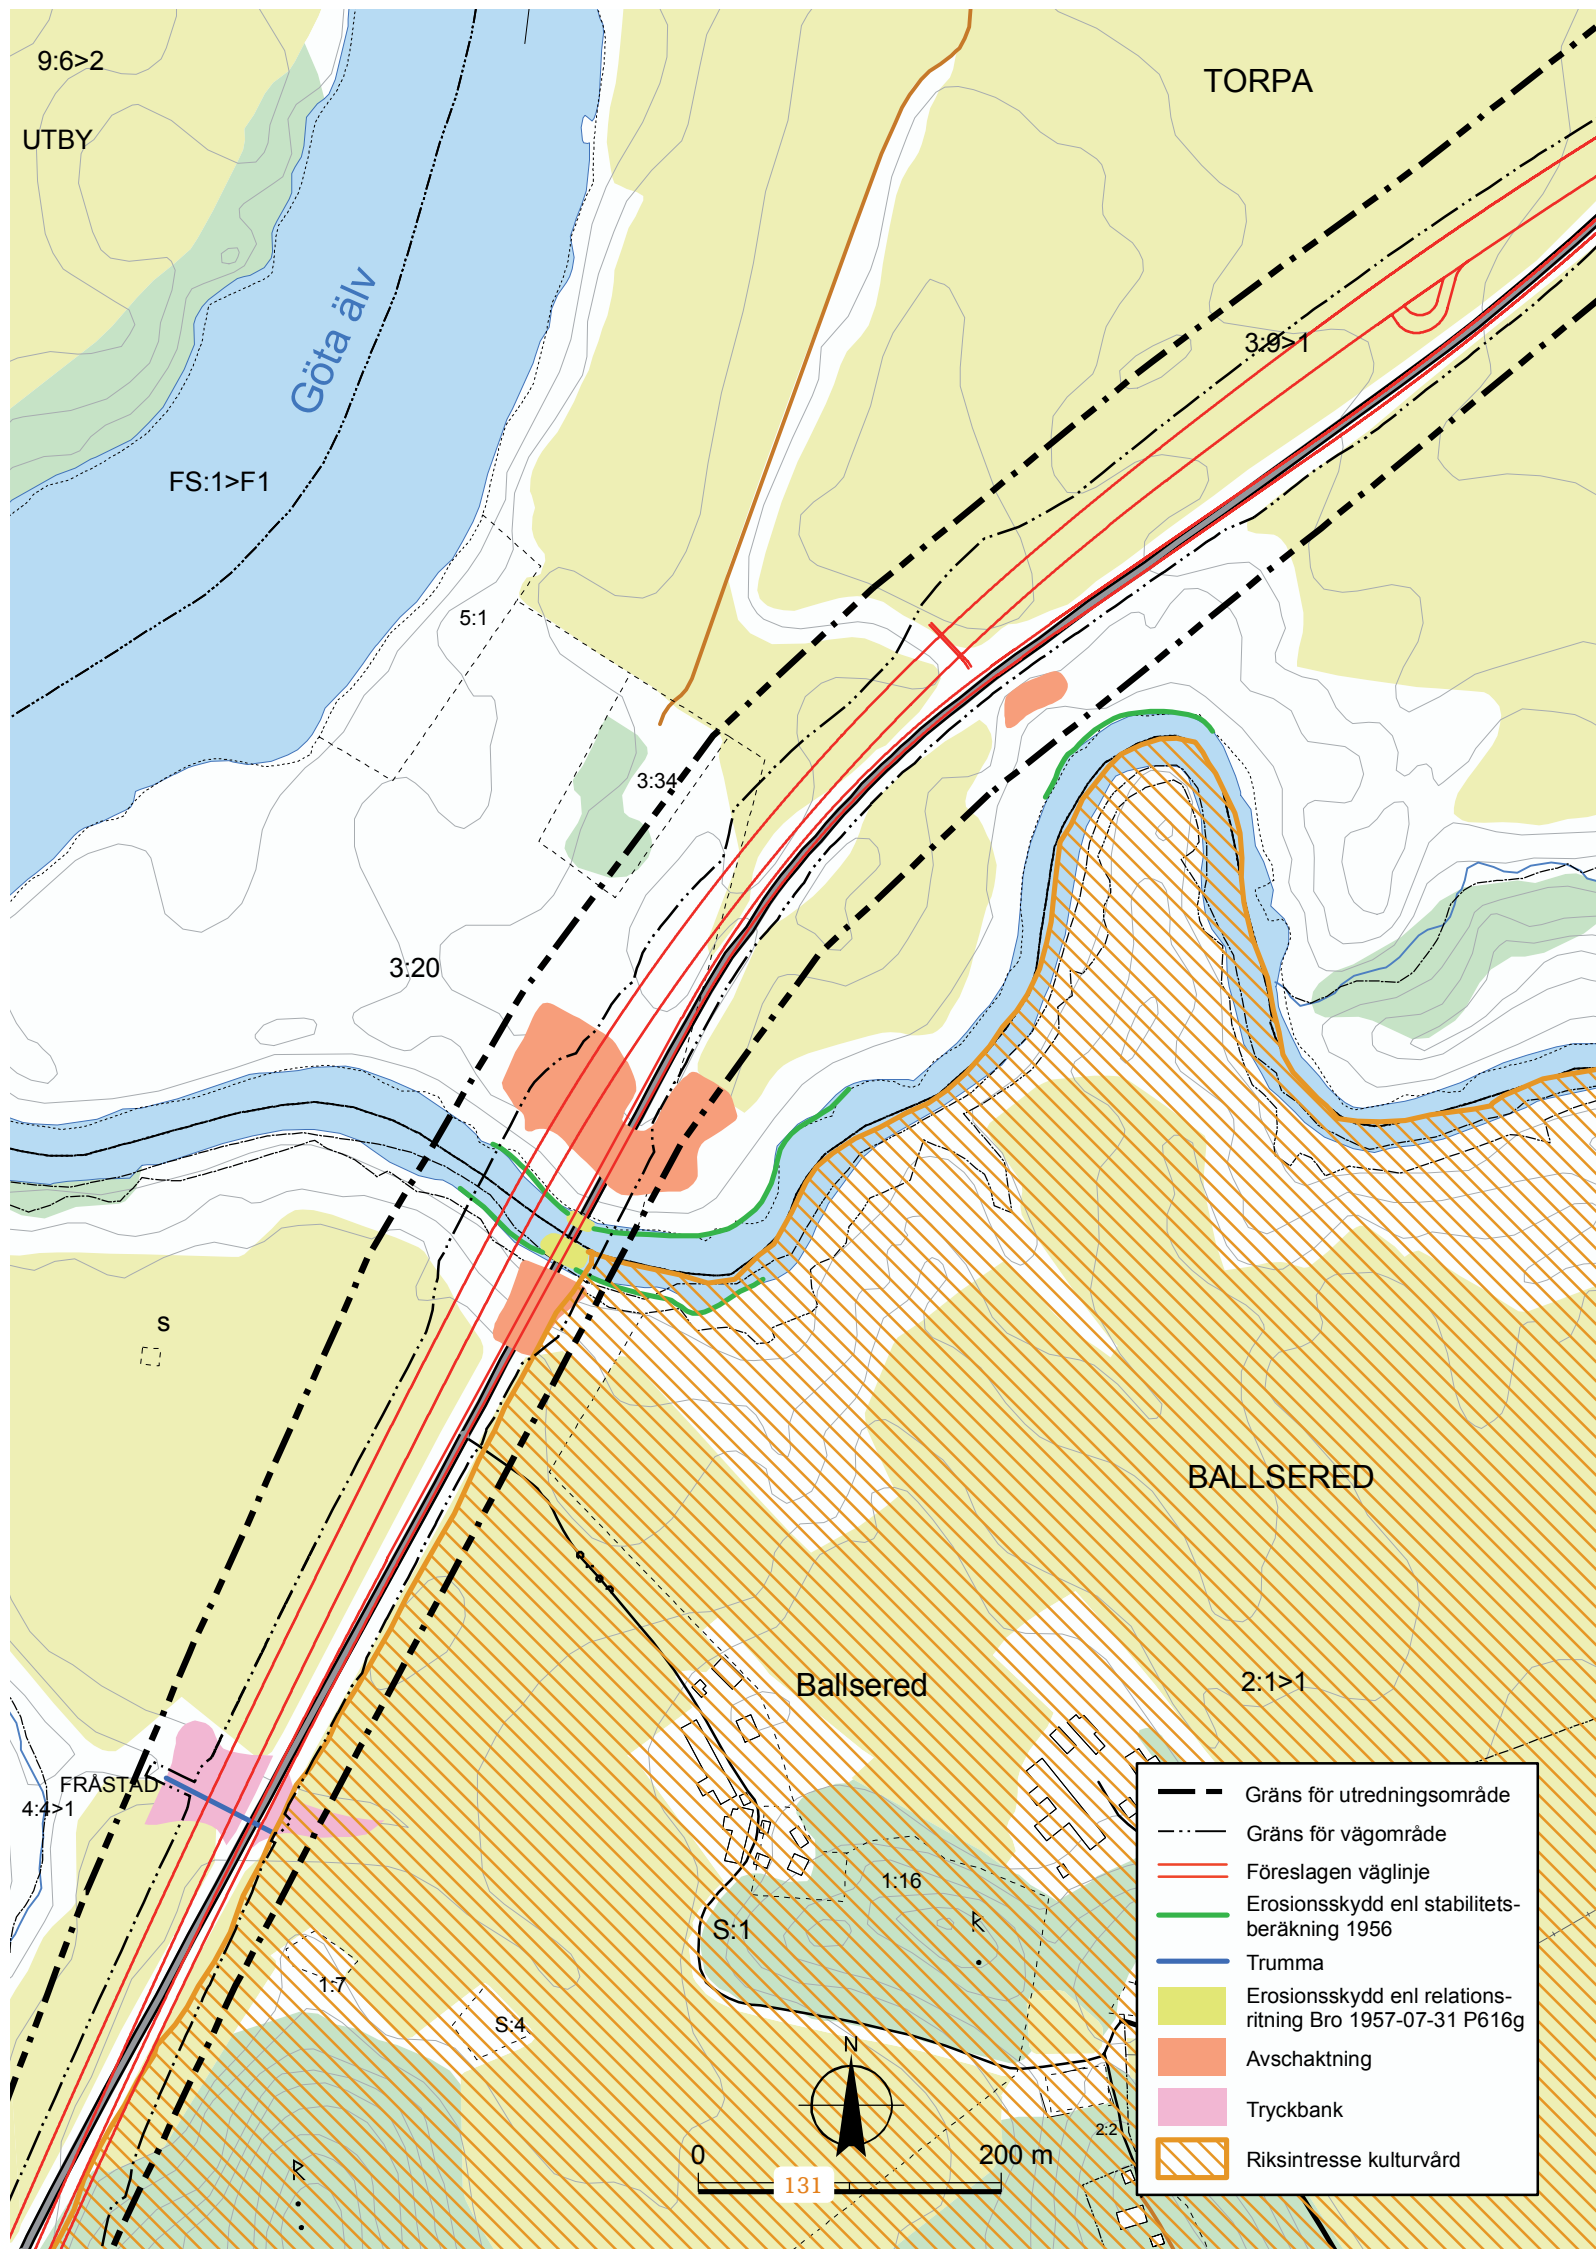 9:6>2
TORPA
UTBY
Göta älv
3:9>1
FS:1>F1
5:1
3:34
3:20
s
BALLSERED
Ballsered
2:1>1
FRÅSTAD
4:4>1
1:16
S:1
1:7
S:4
2:2
N
0
200 m
131
Gräns för utredningsområde
Gräns för vägområde
Föreslagen väglinje
Erosionsskydd enl stabilitets-
beräkning 1956
Trumma
Erosionsskydd enl relations-
ritning Bro 1957-07-31 P616g
Avschaktning
Tryckbank
Riksintresse kulturvård